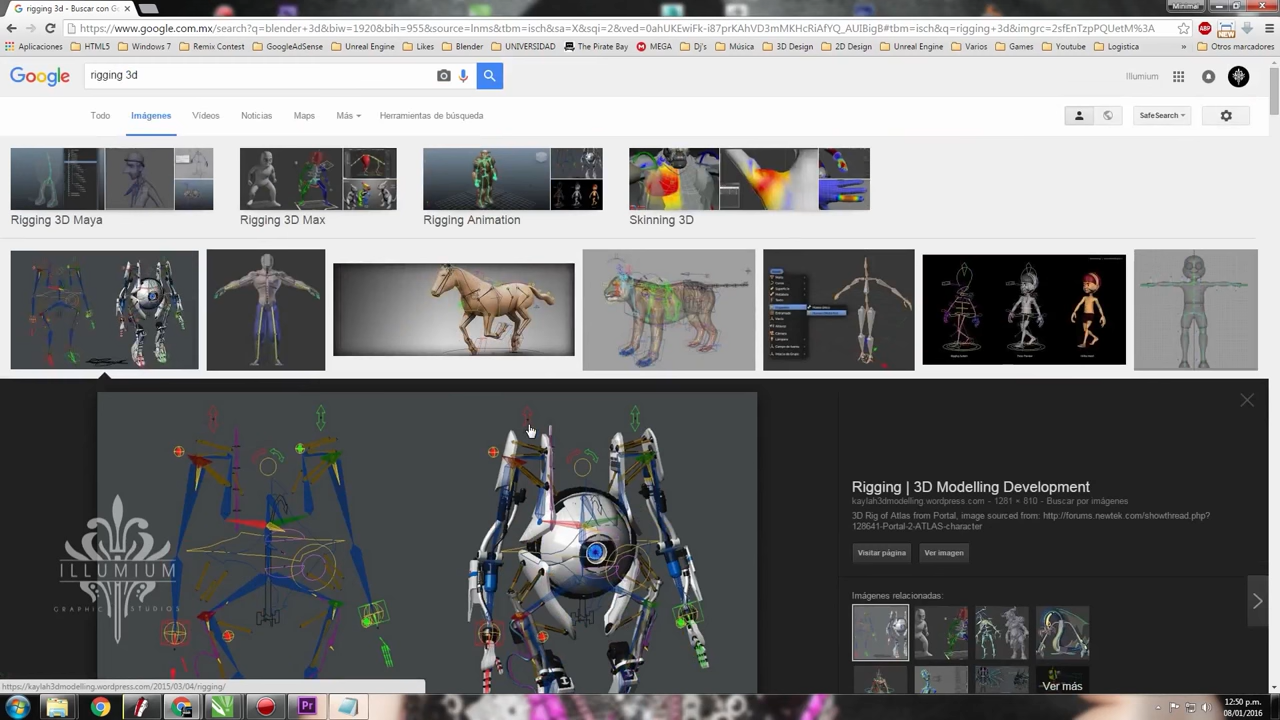 rigging 3d - Buscar con G
Minimal
https://www.google.com.mx/search?q=blender+3d&biw=1920&bih=955&source=lnms&tbm=isch&sa=X&sqi=2&ved=0ahUKEwiFk-i87prKAhVD3mMKHcRiAfYQ_AUIBigB#tbm=isch&q=rigging+3d&imgrc=2sfEnTzpPQUetM%3A
ABP
NEW
Aplicaciones
HTML5
Windows 7
Remix Contest
GoogleAdSense
Unreal Engine
Likes
Blender
UNIVERSIDAD
The Pirate Bay
MEGA
Dj's
Música
3D Design
2D Design
Unreal Engine
Varios
Games
Youtube
Logistica
»
Otros marcadores
Google
rigging 3d
Illumium
Todo
Imágenes
Vídeos
Noticias
Maps
Más
Herramientas de búsqueda
SafeSearch
Rigging 3D Maya
Rigging 3D Max
Rigging Animation
Skinning 3D
Rigging | 3D Modelling Development
kaylah3dmodelling.wordpress.com - 1281 × 810 - Buscar por imágenes
3D Rig of Atlas from Portal, image sourced from: http://forums.newtek.com/showthread.php?
128641-Portal-2-ATLAS-character
Visitar página
Ver imagen
Imágenes relacionadas:
Ver más
ILLUMIUM
GRAPHIC STUDIOS
https://kaylah3dmodelling.wordpress.com/2015/03/04/rigging/
Pr
12:50 p.m.
08/01/2016